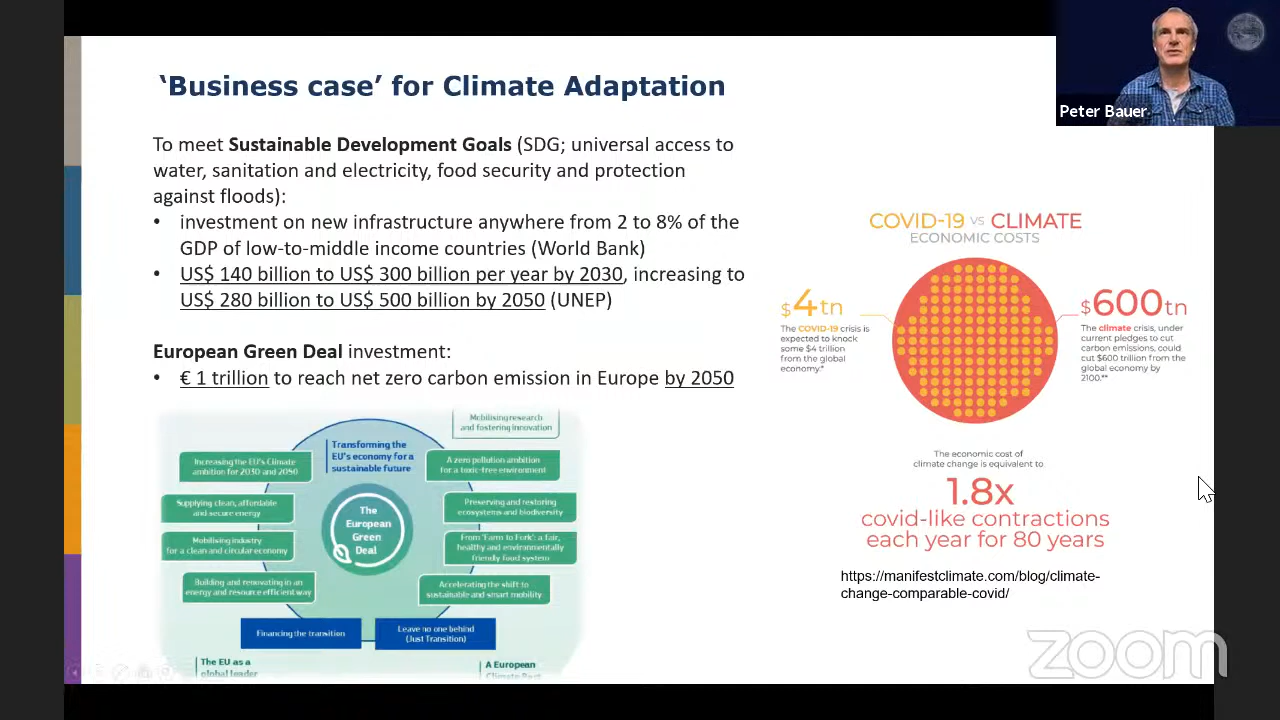 'Business case' for Climate Adaptation
Peter Bauer
To meet Sustainable Development Goals (SDG; universal access to
water, sanitation and electricity, food security and protection
against floods):
• investment on new infrastructure anywhere from 2 to 8% of the
GDP of low-to-middle income countries (World Bank)
• US$ 140 billion to US$ 300 billion per year by 2030, increasing to
US$ 280 billion to US$ 500 billion by 2050 (UNEP)
European Green Deal investment:
• € 1 trillion to reach net zero carbon emission in Europe by 2050
Mobilising research
and fostering innovation
Transforming the
EU's economy for a
sustainable future
Increasing the EU's Climate
ambition for 2030 and 2050
A zero pollution ambition
for a toxic-free environment
Supplying clean, affordable
and secure energy
The
European
Green
Deal
Preserving and restoring
ecosystems and biodiversity
Mobilising industry
for a clean and circular economy
From 'Farm to Fork': a fair,
healthy and environmentally
friendly food system
Building and renovating in an
energy and resource efficient way
Accelerating the shift to
sustainable and smart mobility
Financing the transition
Leave no one behind
(Just Transition)
The EU as a
global leader
A European
Climate Pact
COVID-19 VS CLIMATE
ECONOMIC COSTS
$4tn
The COVID-19 crisis is
expected to knock
some $4 trillion
from the global
economy.*
$600tn
The climate crisis, under
current pledges to cut
carbon emissions, could
cut $600 trillion from the
global economy by
2100.**
The economic cost of
climate change is equivalent to
1.8x
covid-like contractions
each year for 80 years
https://manifestclimate.com/blog/climate-
change-comparable-covid/
zoom